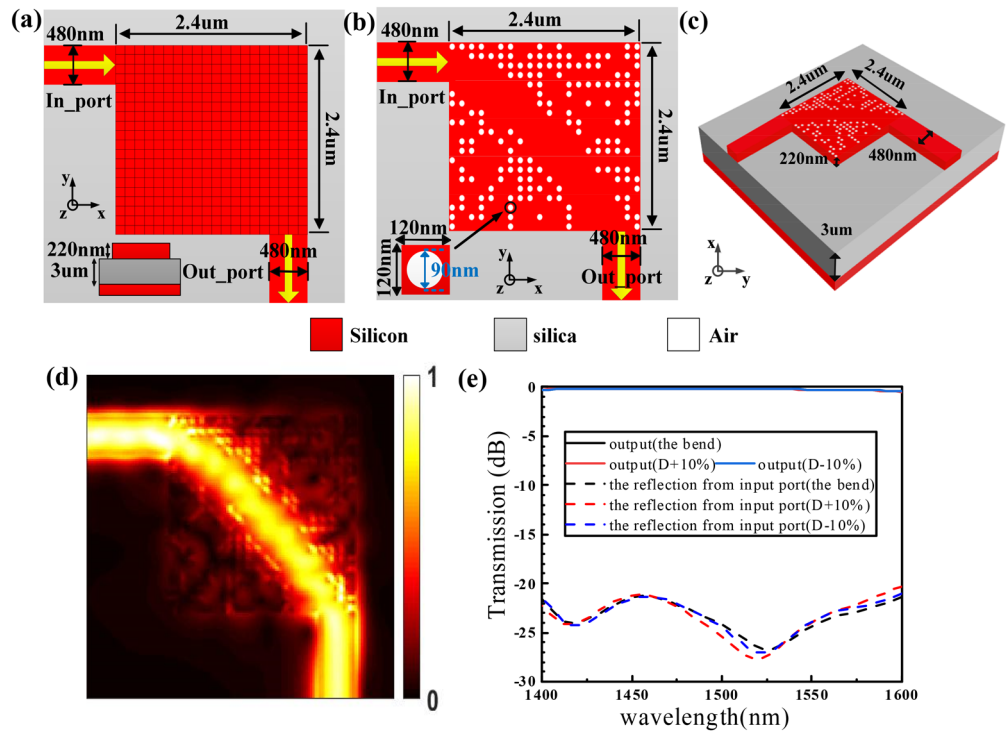 (a)
480nm
2.4um
In_port
2.4um
y
z
x
220nm
3um
Out_port
480nm
(b)
480nm
2.4um
In_port
2.4um
120nm
120nm
90nm
y
z
x
480nm
Out_port
(c)
2.4um
2.4um
220nm
480nm
3um
x
z
y
Silicon
silica
Air
(d)
1
0
(e)
Transmission (dB)
0
-5
-10
-15
-20
-25
-30
output(the bend)
output(D+10%)
output(D-10%)
the reflection from input port(the bend)
the reflection from input port(D+10%)
the reflection from input port(D-10%)
1400
1450
1500
1550
1600
wavelength(nm)